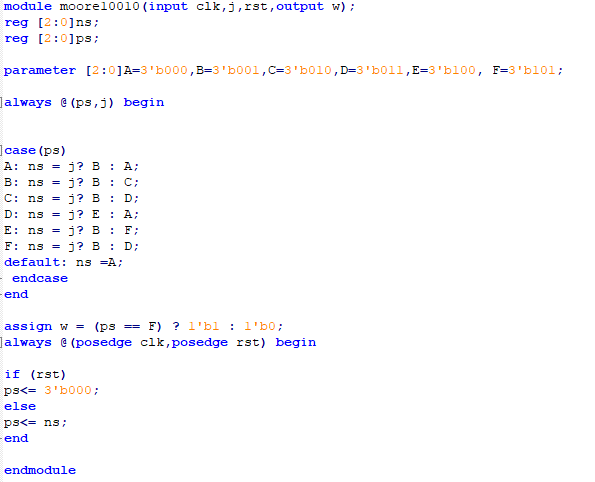 module moore10010(input clk,j,rst,output w);
reg [2:0]ns;
reg [2:0]ps;
parameter [2:0]A=3'b000,B=3'b001,C=3'b010,D=3'b011,E=3'b100, F=3'b101;
always @(ps,j) begin
case(ps)
A: ns = j? B : A;
B: ns = j? B : C;
C: ns = j? B : D;
D: ns = j? E : A;
E: ns = j? B : F;
F: ns = j? B : D;
default: ns =A;
endcase
end
assign w = (ps == F) ? 1'b1 : 1'b0;
always @(posedge clk,posedge rst) begin
if (rst)
ps<= 3'b000;
else
ps<= ns;
end
endmodule